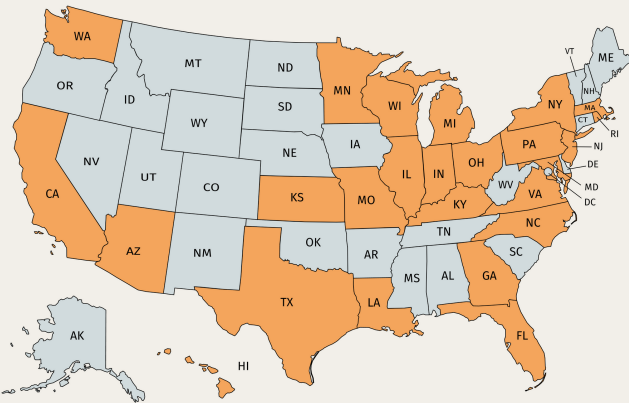 WA
MT
ND
MN
VT
ME
OR
ID
SD
WI
NH
NY
MA
WY
MI
CT
RI
IA
PA
NJ
NE
NV
OH
IL
IN
DE
UT
CO
WV
VA
MD
CA
KS
MO
KY
DC
NC
TN
AZ
NM
OK
AR
SC
MS
AL
GA
TX
LA
AK
FL
HI